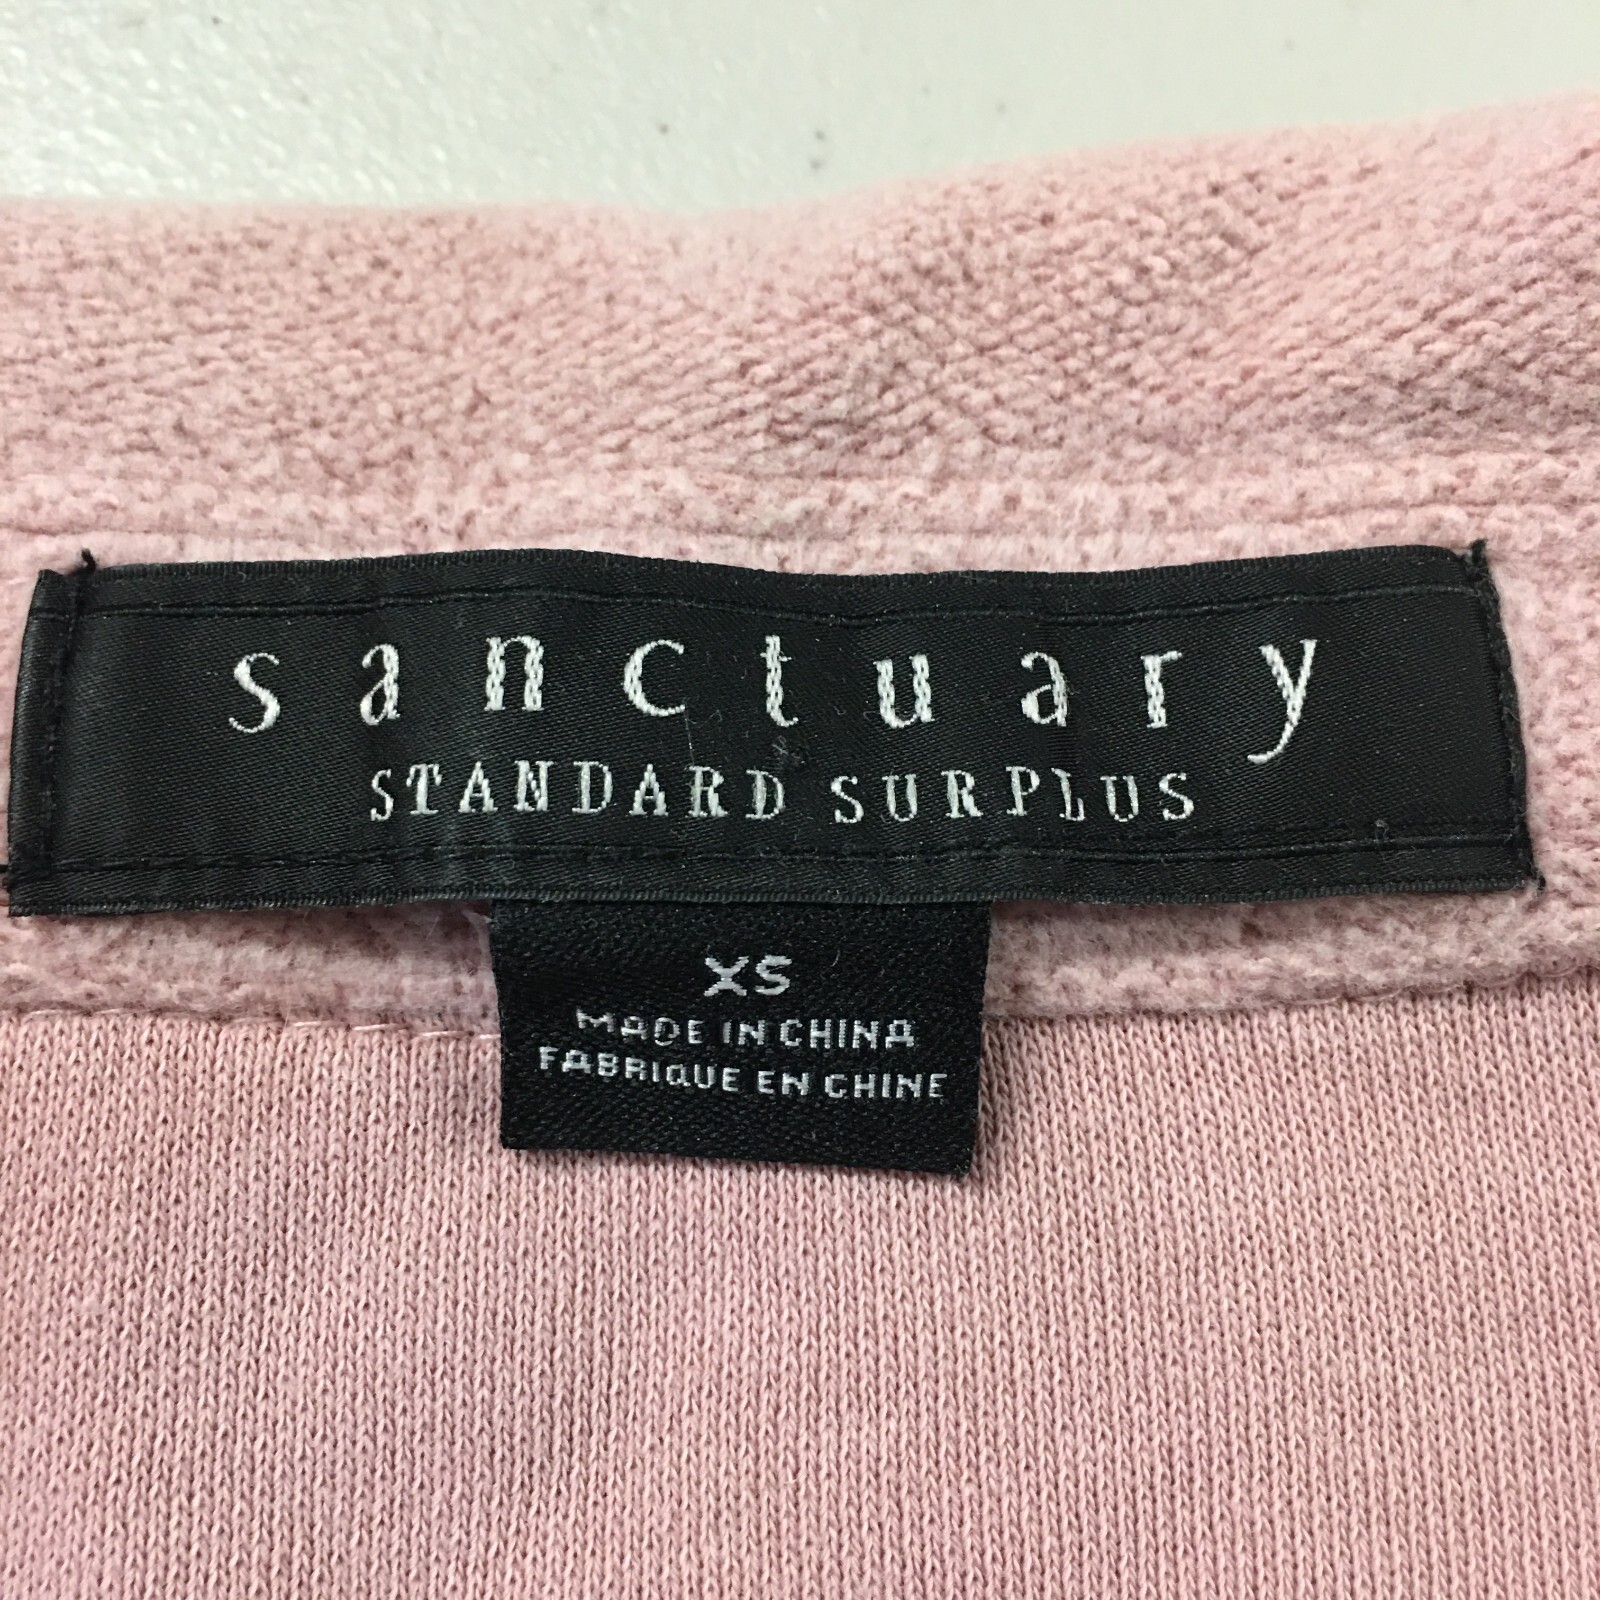 sanctuary
STANDARD SURPLUS
XS
MADE IN CHINA
FABRIQUE EN CHINE